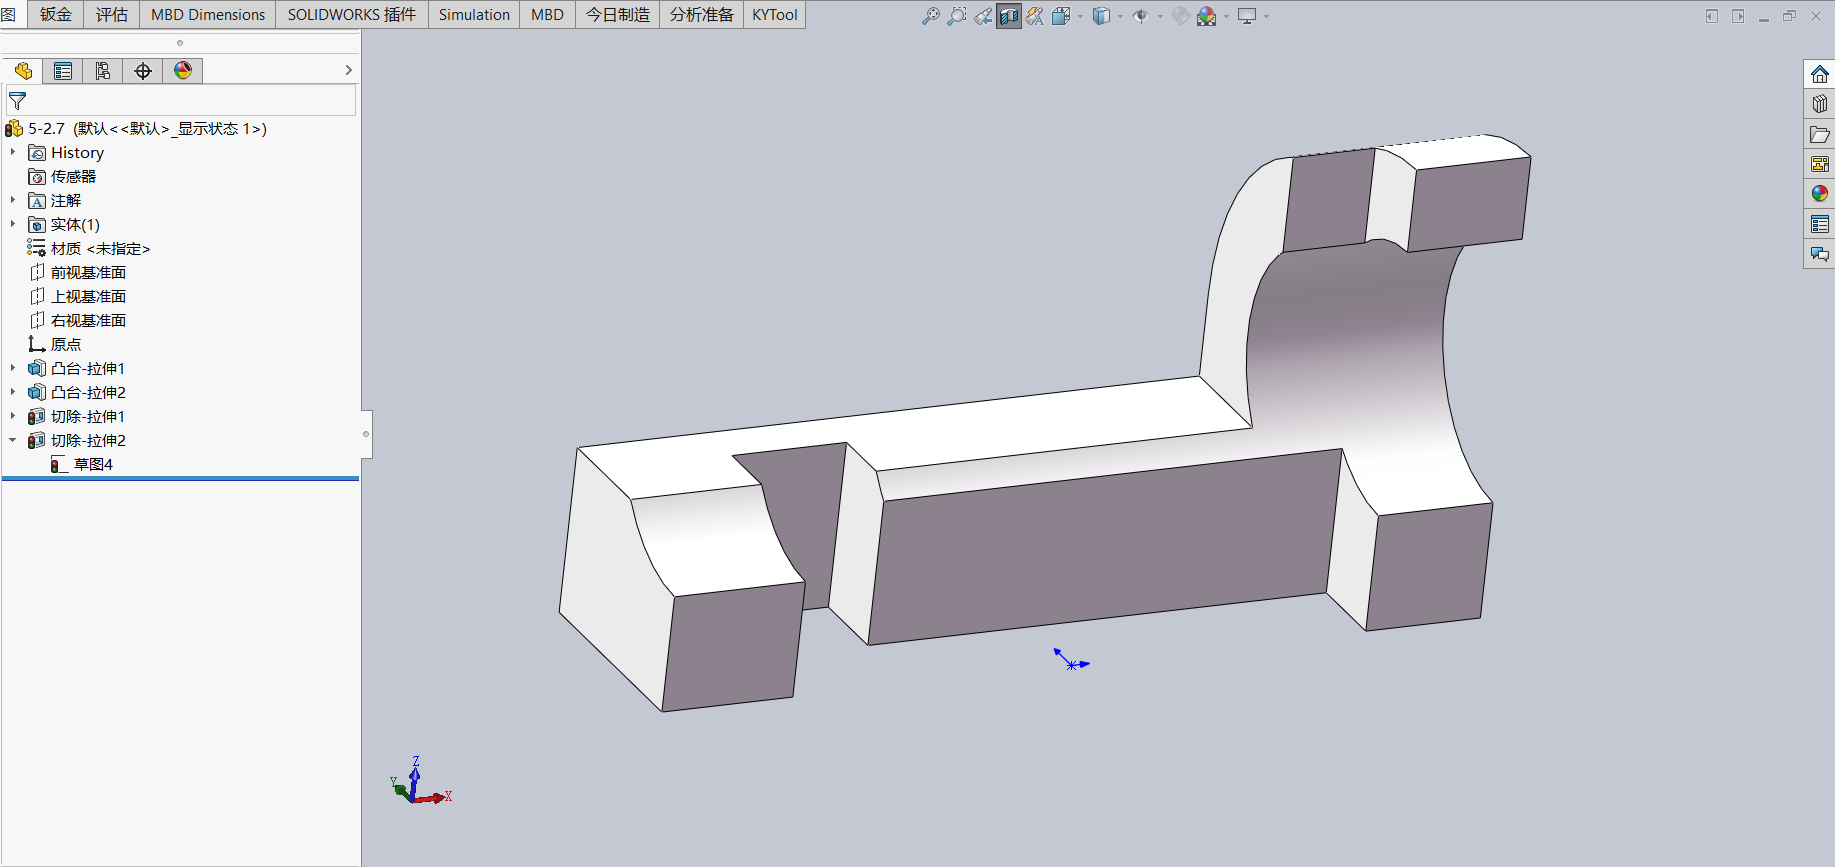 图 钣金 评估 MBD Dimensions SOLIDWORKS 插件 Simulation MBD 今日制造 分析准备 KYTool
5-2.7 (默认<<默认>_显示状态 1>)
History
传感器
A 注解
实体(1)
材质 <未指定>
前视基准面
上视基准面
右视基准面
原点
凸台-拉伸1
凸台-拉伸2
切除-拉伸1
切除-拉伸2
草图4
Z
Y
X